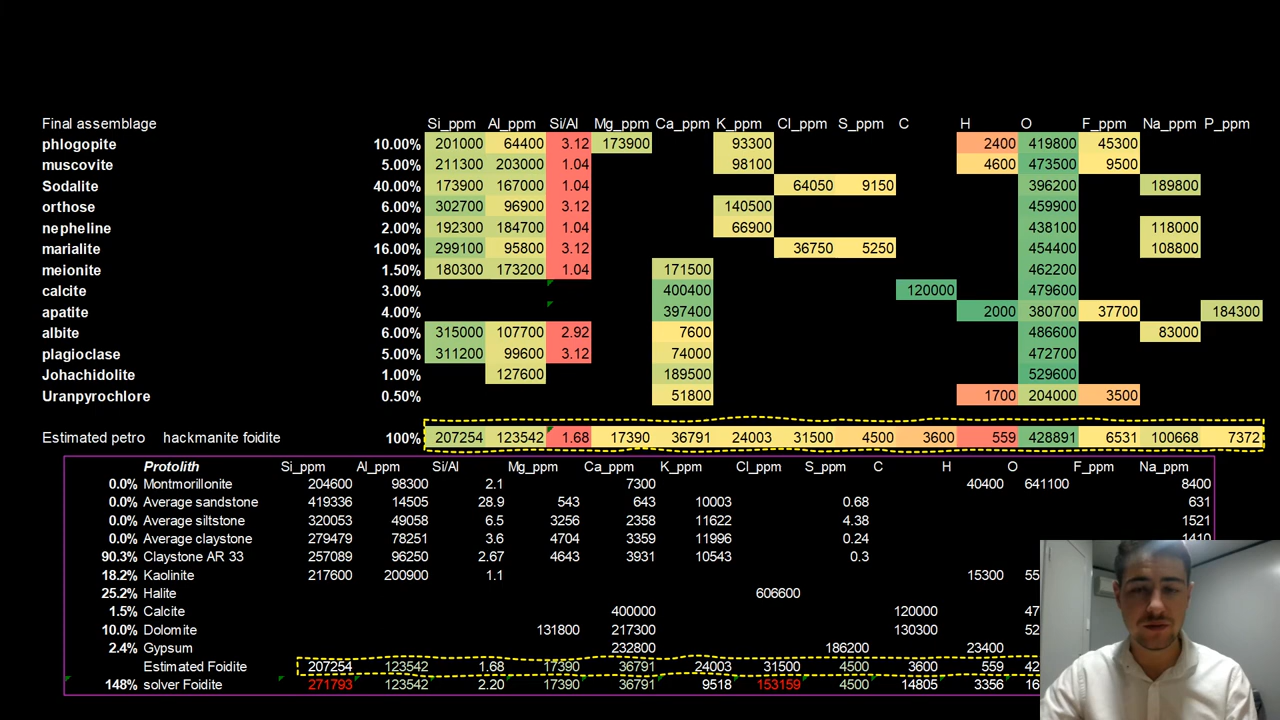 Final assemblage Si_ppm Al_ppm Si/Al Mg_ppm Ca_ppm K_ppm Cl_ppm S_ppm C H O F_ppm Na_ppm P_ppm
phlogopite 10.00% 201000 64400 3.12 173900 93300 2400 419800 45300
muscovite 5.00% 211300 203000 1.04 98100 4600 473500 9500
Sodalite 40.00% 173900 167000 1.04 64050 9150 396200 189800
orthose 6.00% 302700 96900 3.12 140500 459900
nepheline 2.00% 192300 184700 1.04 66900 438100 118000
marialite 16.00% 299100 95800 3.12 36750 5250 454400 108800
meionite 1.50% 180300 173200 1.04 171500 462200
calcite 3.00% 400400 120000 479600
apatite 4.00% 397400 2000 380700 37700 184300
albite 6.00% 315000 107700 2.92 7600 486600 83000
plagioclase 5.00% 311200 99600 3.12 74000 472700
Johachidolite 1.00% 127600 189500 529600
Uranpyrochlore 0.50% 51800 1700 204000 3500
Estimated petro hackmanite foidite 100% 207254 123542 1.68 17390 36791 24003 31500 4500 3600 559 428891 6531 100668 7372
Protolith Si_ppm Al_ppm Si/Al Mg_ppm Ca_ppm K_ppm Cl_ppm S_ppm C H O F_ppm Na_ppm
0.0% Montmorillonite 204600 98300 2.1 7300 40400 641100 8400
0.0% Average sandstone 419336 14505 28.9 543 643 10003 0.68 631
0.0% Average siltstone 320053 49058 6.5 3256 2358 11622 4.38 1521
0.0% Average claystone 279479 78251 3.6 4704 3359 11996 0.24 1410
90.3% Claystone AR 33 257089 96250 2.67 4643 3931 10543 0.3
18.2% Kaolinite 217600 200900 1.1 15300 55
25.2% Halite 606600
1.5% Calcite 400000 120000 47
10.0% Dolomite 131800 217300 130300 52
2.4% Gypsum 232800 186200 23400
Estimated Foidite 207254 123542 1.68 17390 36791 24003 31500 4500 3600 559 42
148% solver Foidite 271793 123542 2.20 17390 36791 9518 153159 4500 14805 3356 16